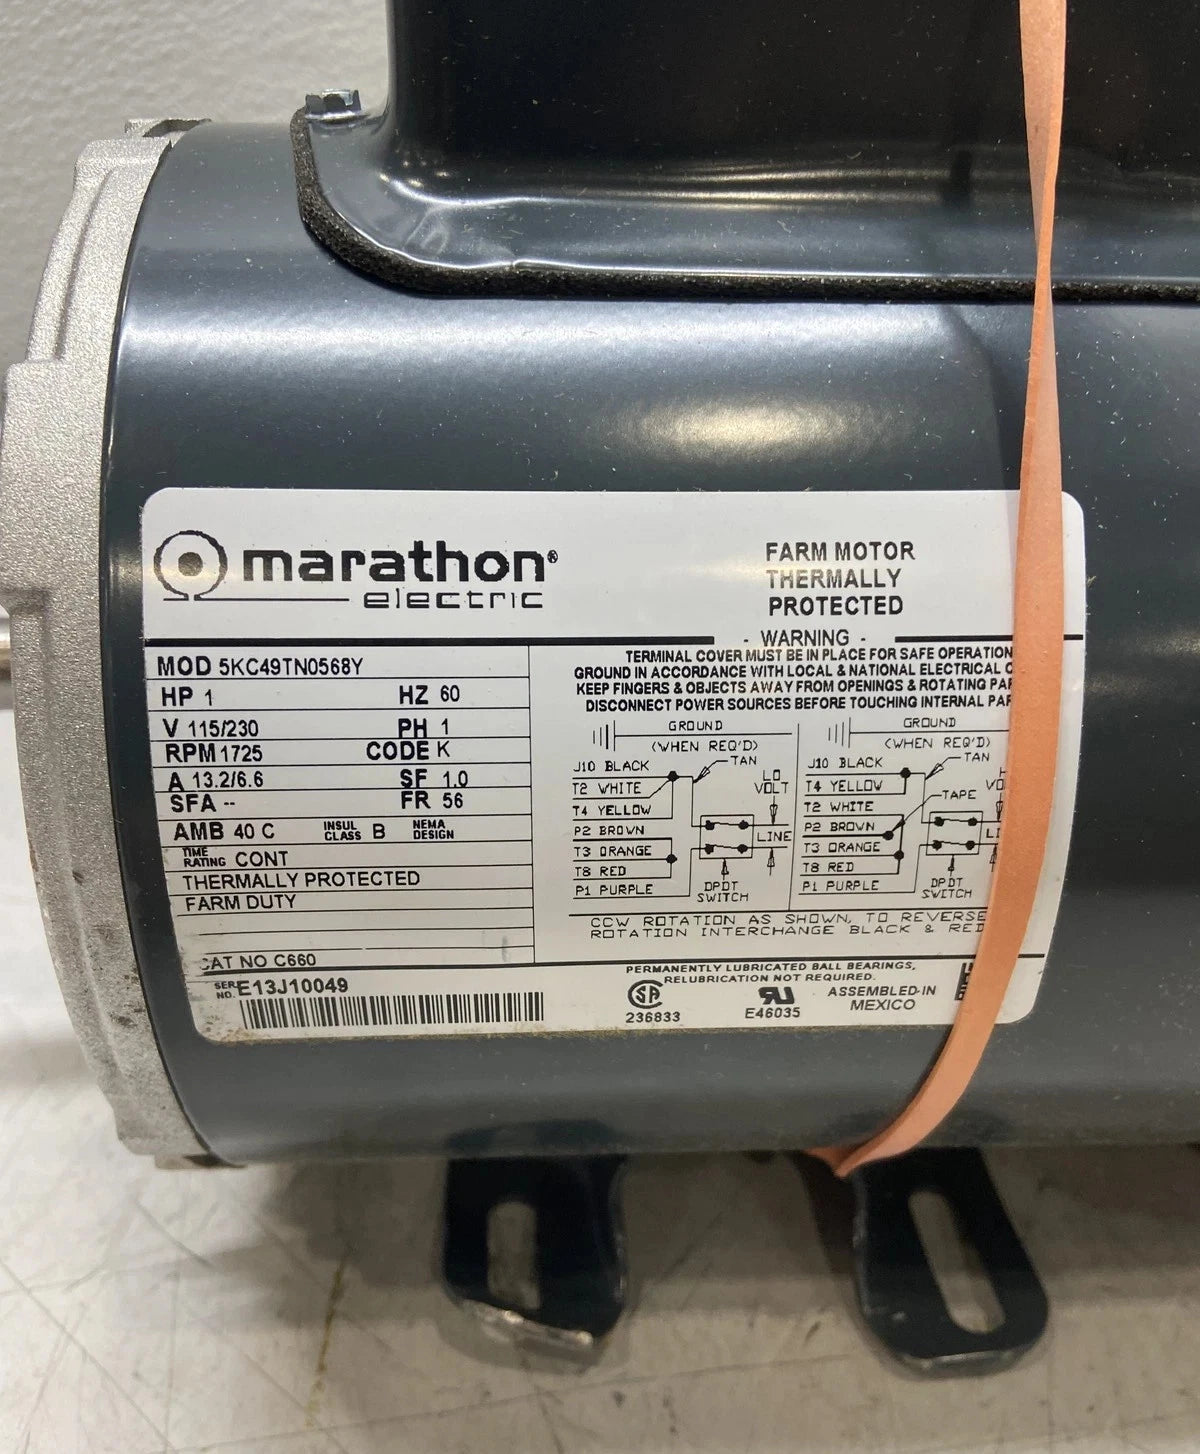 marathon®
electric
FARM MOTOR
THERMALLY
PROTECTED
- WARNING -
TERMINAL COVER MUST BE IN PLACE FOR SAFE OPERATION
GROUND IN ACCORDANCE WITH LOCAL & NATIONAL ELECTRICAL
KEEP FINGERS & OBJECTS AWAY FROM OPENINGS & ROTATING
DISCONNECT POWER SOURCES BEFORE TOUCHING INTERNAL
MOD 5KC49TN0568Y
HP 1 HZ 60
V 115/230 PH 1
RPM 1725 CODE K
A 13.2/6.6 SF 1.0
SFA -- FR 56
AMB 40 C INSUL CLASS B NEMA DESIGN
TIME RATING CONT
THERMALLY PROTECTED
FARM DUTY
CAT NO C660
SER. NO. E13J10049
GROUND
(WHEN REQ'D)
J10 BLACK
TAN
T2 WHITE
LO
VOLT
T4 YELLOW
P2 BROWN
LINE
T3 ORANGE
T8 RED
P1 PURPLE
DPDT
SWITCH
GROUND
(WHEN REQ'D)
J10 BLACK
TAN
T4 YELLOW
TAPE
T2 WHITE
P2 BROWN
T3 ORANGE
T8 RED
P1 PURPLE
DPDT
SWITCH
CCW ROTATION AS SHOWN, TO REVERSE
ROTATION INTERCHANGE BLACK & RED
PERMANENTLY LUBRICATED BALL BEARINGS,
RELUBRICATION NOT REQUIRED.
236833
E46035
ASSEMBLED IN
MEXICO